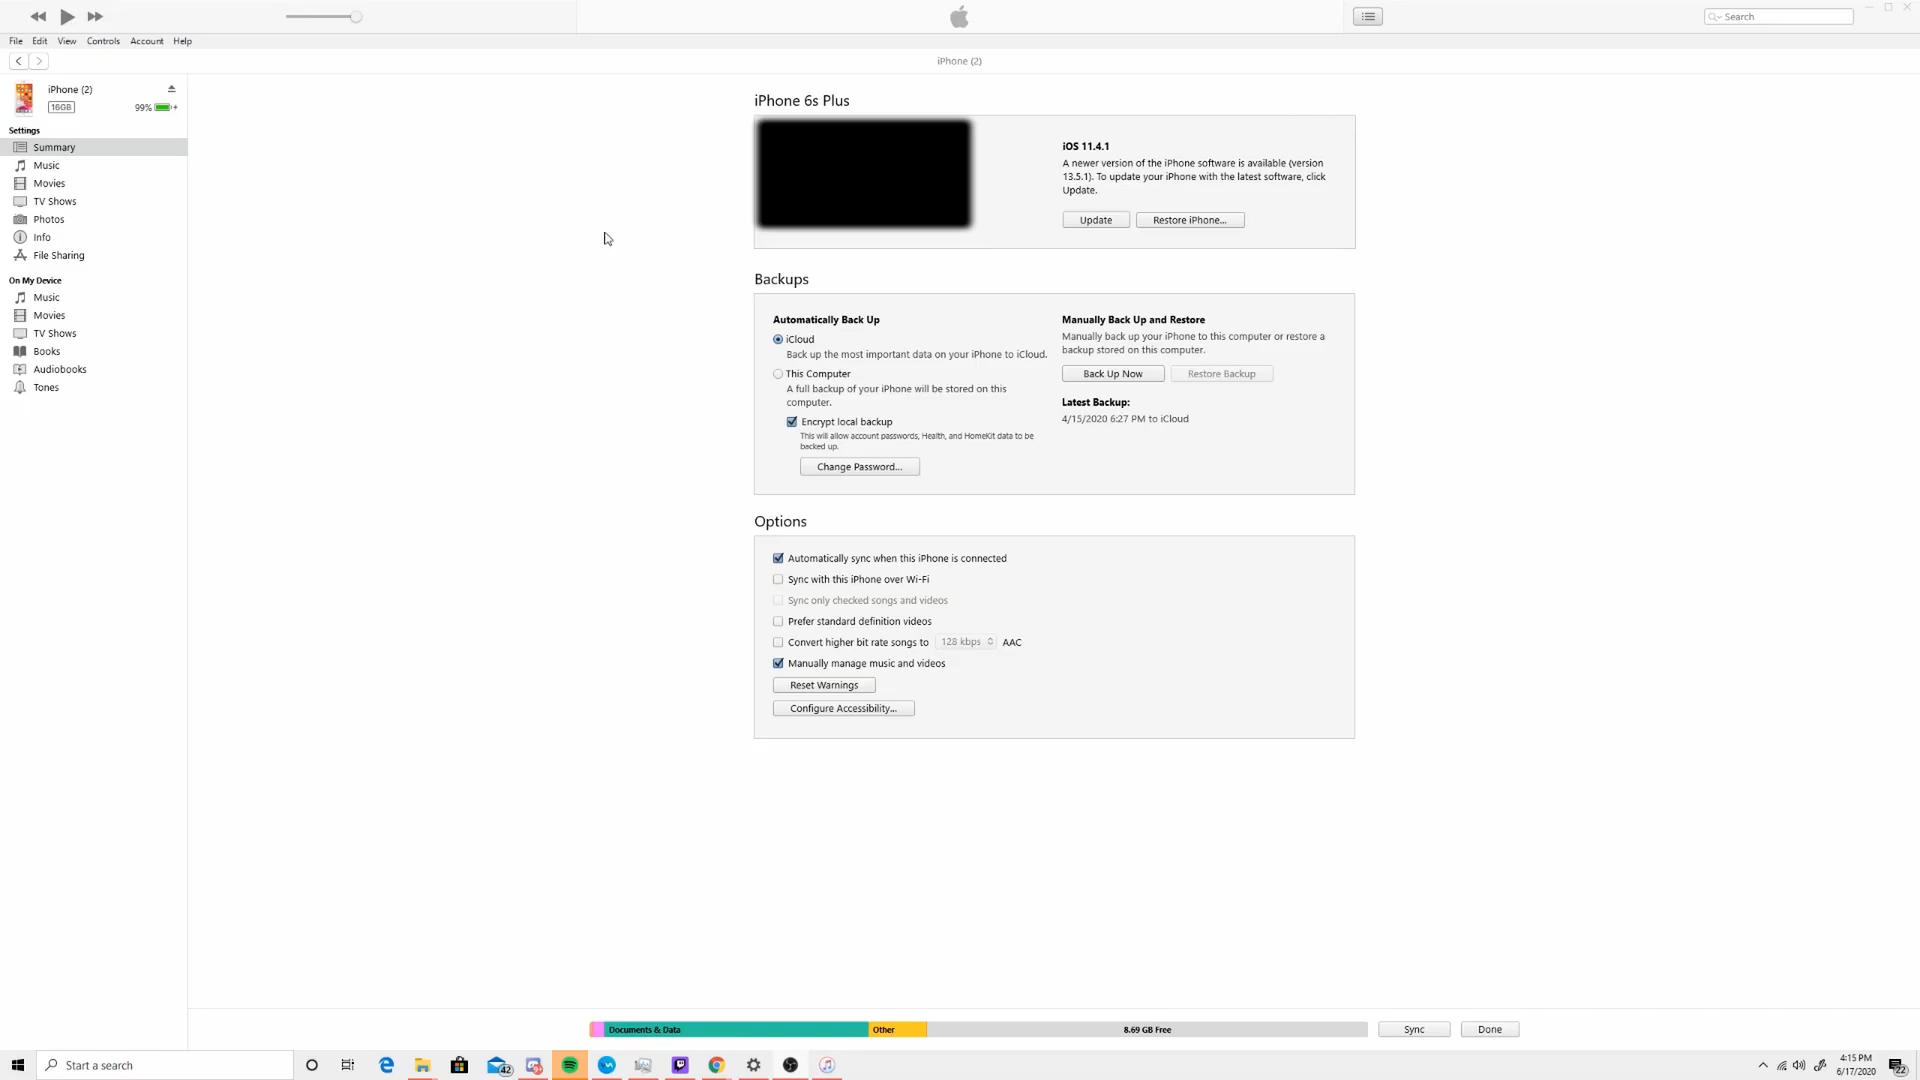 Search
File Edit View Controls Account Help
iPhone (2)
iPhone (2)
16GB 99%
Settings
Summary
Music
Movies
TV Shows
Photos
Info
File Sharing
On My Device
Music
Movies
TV Shows
Books
Audiobooks
Tones
iPhone 6s Plus
iOS 11.4.1
A newer version of the iPhone software is available (version
13.5.1). To update your iPhone with the latest software, click
Update.
Update Restore iPhone...
Backups
Automatically Back Up
iCloud
Back up the most important data on your iPhone to iCloud.
This Computer
A full backup of your iPhone will be stored on this
computer.
Encrypt local backup
This will allow account passwords, Health, and HomeKit data to be
backed up.
Change Password...
Manually Back Up and Restore
Manually back up your iPhone to this computer or restore a
backup stored on this computer.
Back Up Now Restore Backup
Latest Backup:
4/15/2020 6:27 PM to iCloud
Options
Automatically sync when this iPhone is connected
Sync with this iPhone over Wi-Fi
Sync only checked songs and videos
Prefer standard definition videos
Convert higher bit rate songs to 128 kbps AAC
Manually manage music and videos
Reset Warnings
Configure Accessibility...
Documents & Data Other 8.69 GB Free Sync Done
Start a search
42
9+
4:15 PM
6/17/2020
22